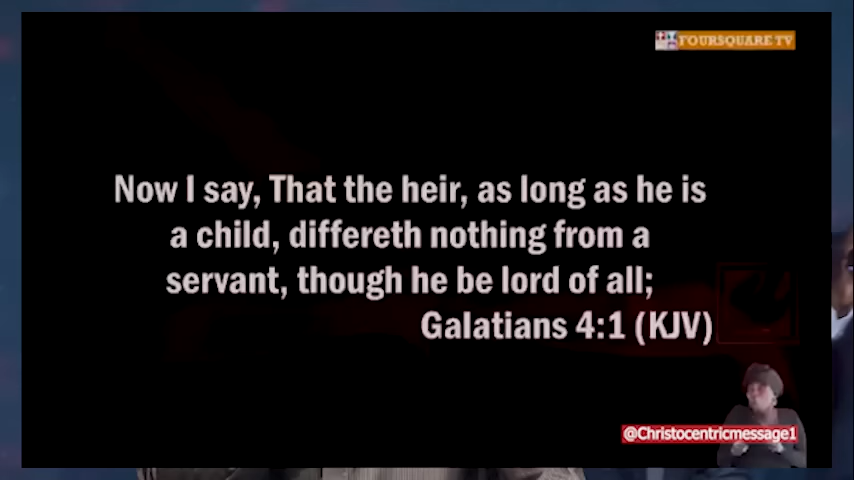 FOURSQUARE TV
Now I say, That the heir, as long as he is
a child, differeth nothing from a
servant, though he be lord of all;
Galatians 4:1 (KJV)
@Christocentricmessage1